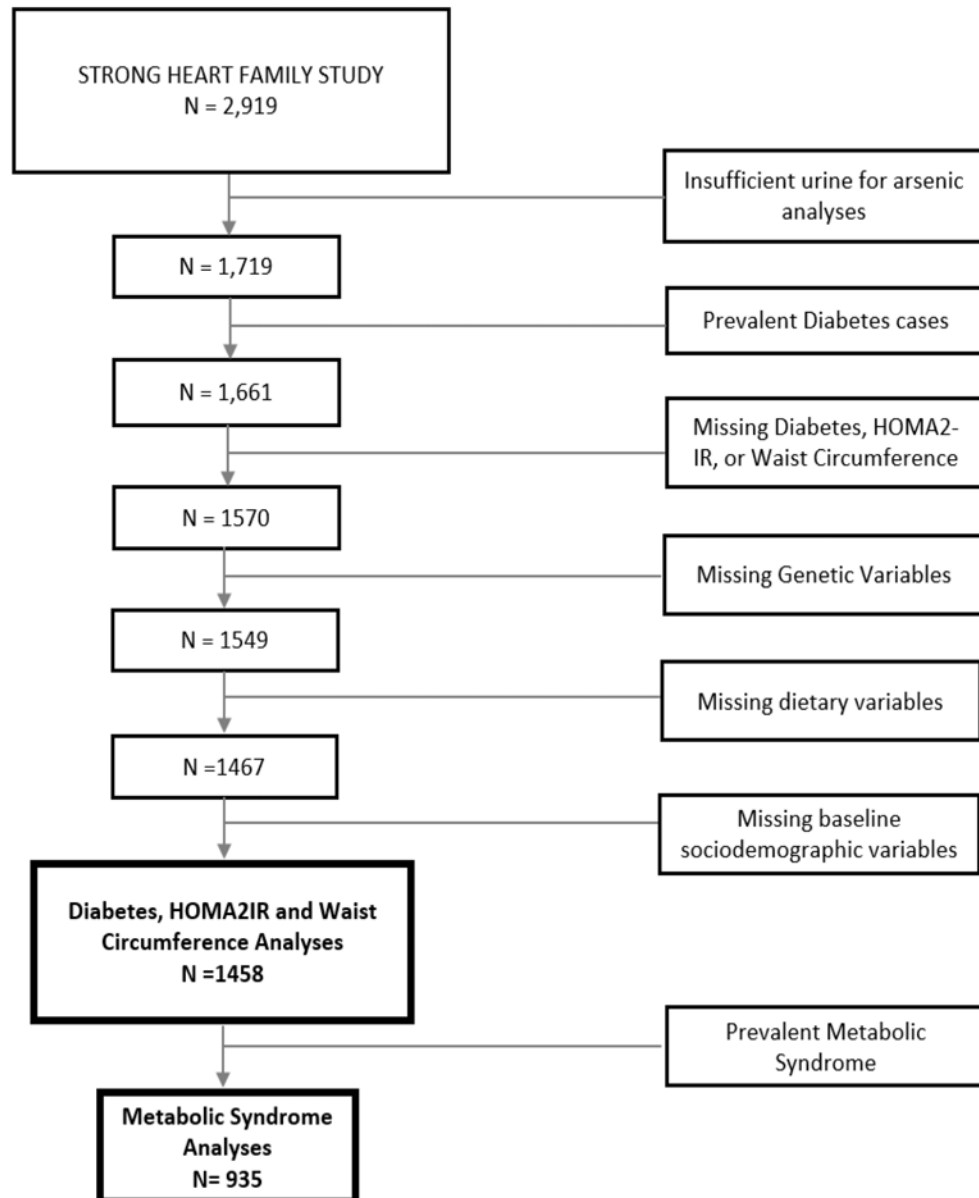 STRONG HEART FAMILY STUDY
N = 2,919
Insufficient urine for arsenic
analyses
N = 1,719
Prevalent Diabetes cases
N = 1,661
Missing Diabetes, HOMA2-
IR, or Waist Circumference
N = 1570
Missing Genetic Variables
N = 1549
Missing dietary variables
N =1467
Missing baseline
sociodemographic variables
Diabetes, HOMA2IR and Waist
Circumference Analyses
N =1458
Prevalent Metabolic
Syndrome
Metabolic Syndrome
Analyses
N= 935